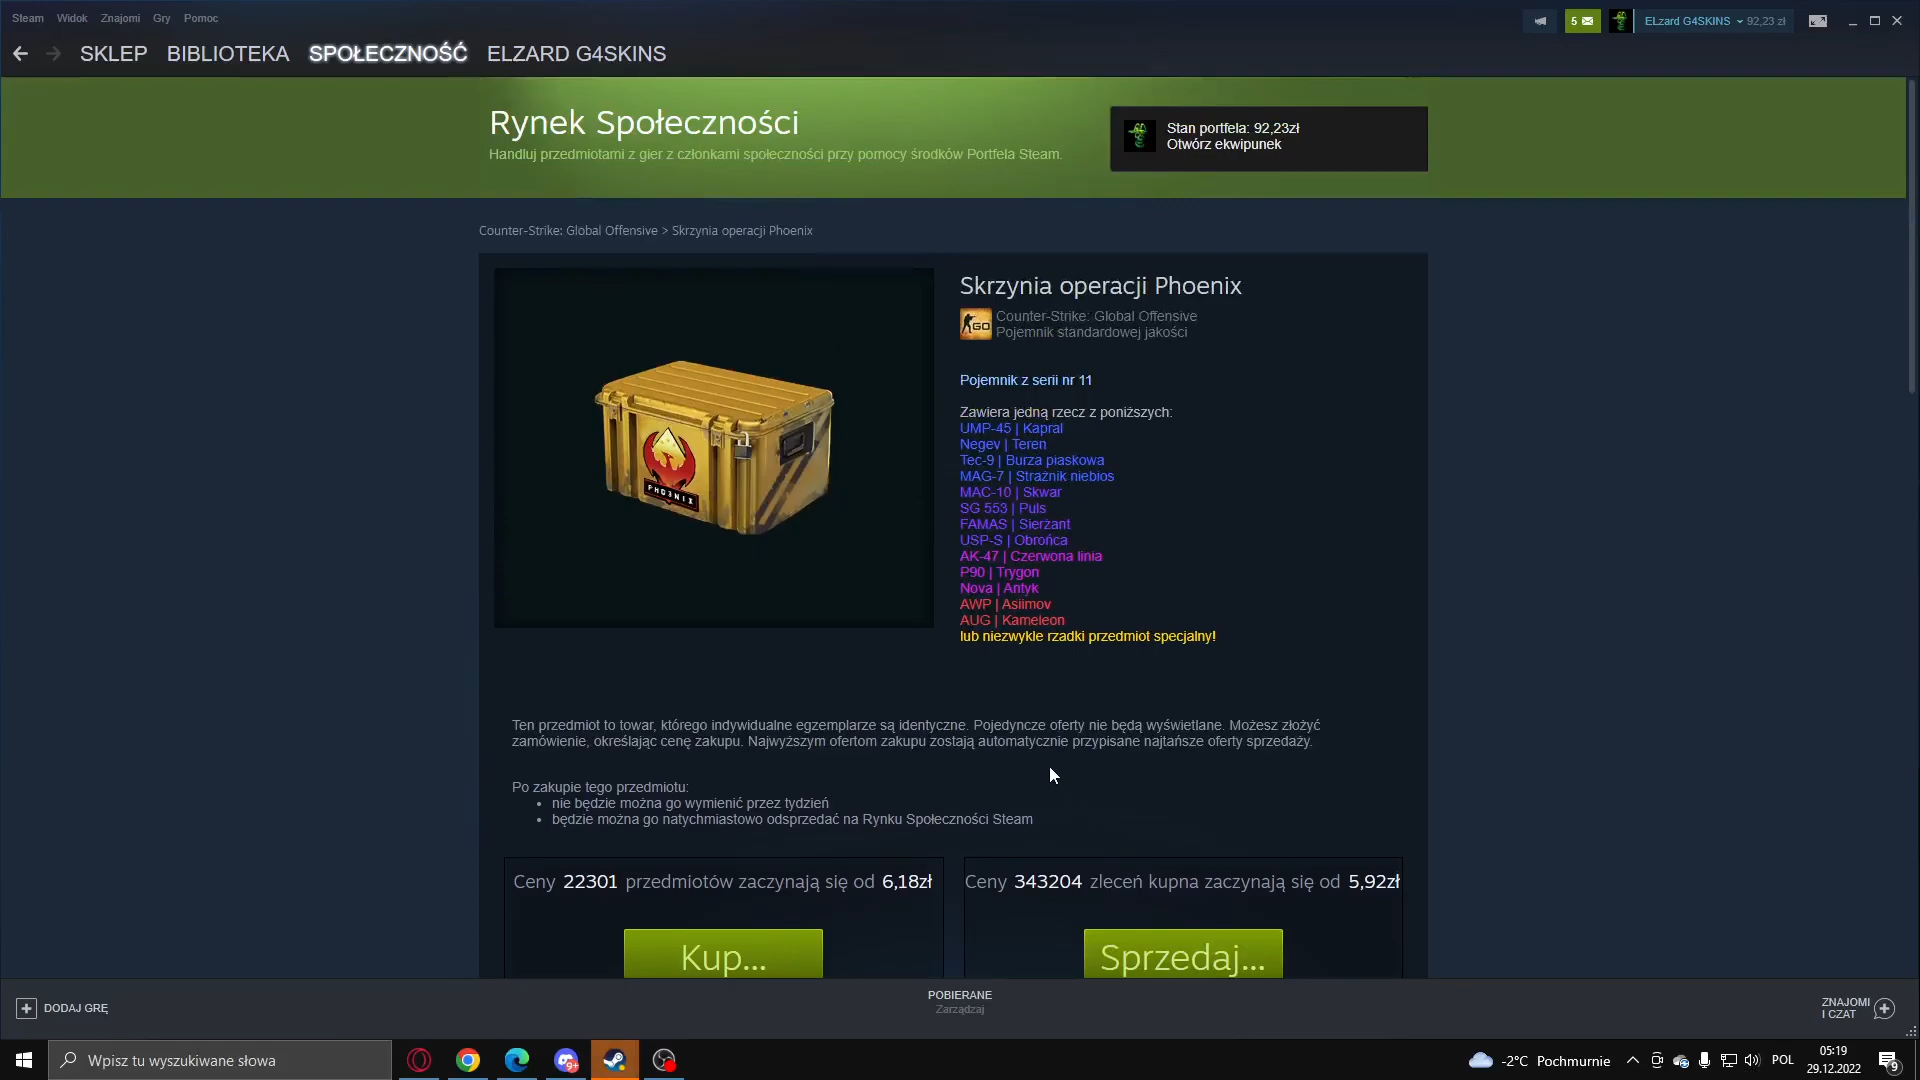 Steam Widok Znajomi Gry Pomoc
5 ELzard G4SKINS 92,23 zł
SKLEP BIBLIOTEKA SPOŁECZNOŚĆ ELZARD G4SKINS
Rynek Społeczności
Handluj przedmiotami z gier z członkami społeczności przy pomocy środków Portfela Steam.
Stan portfela: 92,23zł
Otwórz ekwipunek
Counter-Strike: Global Offensive > Skrzynia operacji Phoenix
PH03NIX
Skrzynia operacji Phoenix
GO
Counter-Strike: Global Offensive
Pojemnik standardowej jakości
Pojemnik z serii nr 11
Zawiera jedną rzecz z poniższych:
UMP-45 | Kapral
Negev | Teren
Tec-9 | Burza piaskowa
MAG-7 | Strażnik niebios
MAC-10 | Skwar
SG 553 | Puls
FAMAS | Sierżant
USP-S | Obrońca
AK-47 | Czerwona linia
P90 | Trygon
Nova | Antyk
AWP | Asiimov
AUG | Kameleon
lub niezwykle rzadki przedmiot specjalny!
Ten przedmiot to towar, którego indywidualne egzemplarze są identyczne. Pojedyncze oferty nie będą wyświetlane. Możesz złożyć
zamówienie, określając cenę zakupu. Najwyższym ofertom zakupu zostają automatycznie przypisane najtańsze oferty sprzedaży.
Po zakupie tego przedmiotu:
• nie będzie można go wymienić przez tydzień
• będzie można go natychmiastowo odsprzedać na Rynku Społeczności Steam
Ceny 22301 przedmiotów zaczynają się od 6,18zł
Kup...
Ceny 343204 zleceń kupna zaczynają się od 5,92zł
Sprzedaj...
DODAJ GRĘ
POBIERANE
Zarządzaj
ZNAJOMI
I CZAT
Wpisz tu wyszukiwane słowa
9+
-2°C Pochmurnie
POL
05:19
29.12.2022
9